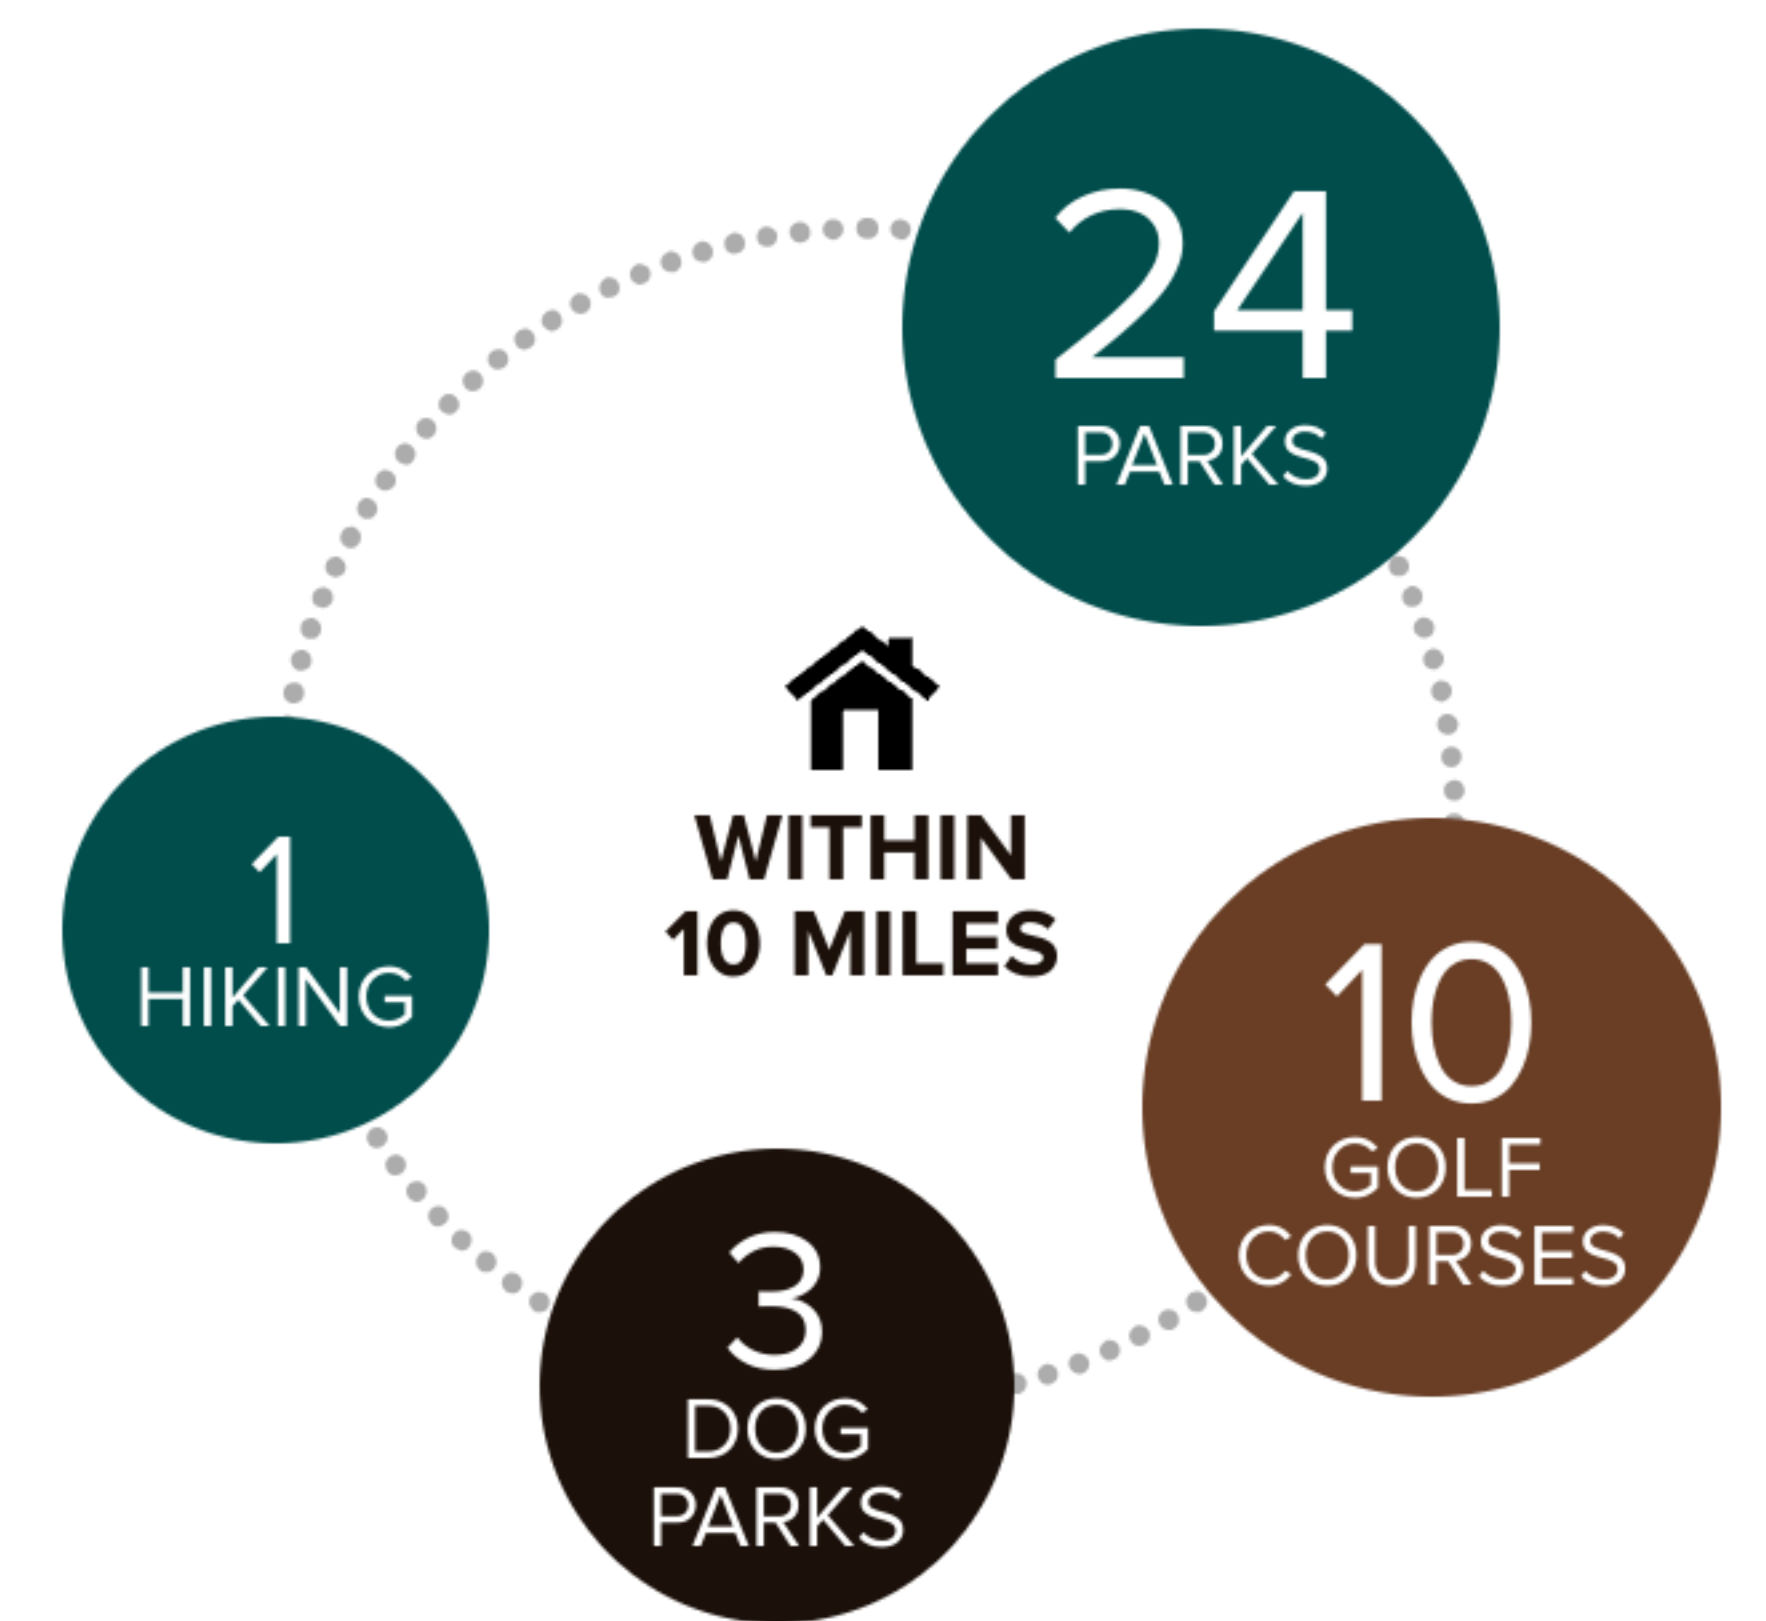 24
PARKS
WITHIN
10 MILES
1
HIKING
10
GOLF
COURSES
3
DOG
PARKS